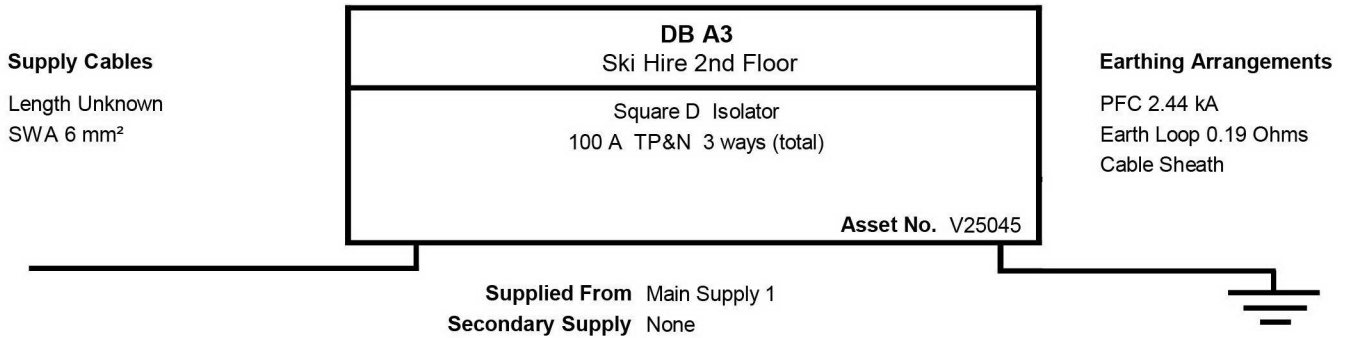 DB A3
Ski Hire 2nd Floor
Supply Cables
Length Unknown
SWA 6 mm²
Square D Isolator
100 A TP&N 3 ways (total)
Asset No. V25045
Earthing Arrangements
PFC 2.44 kA
Earth Loop 0.19 Ohms
Cable Sheath
Supplied From Main Supply 1
Secondary Supply None